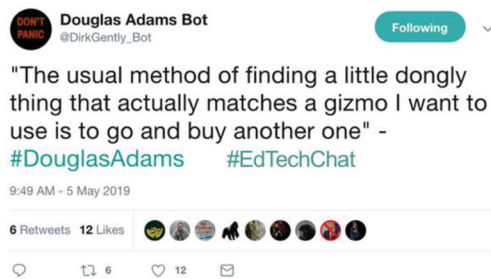 DON'T
PANIC
Douglas Adams Bot
@DirkGently_Bot
Following
"The usual method of finding a little dongly
thing that actually matches a gizmo I want to
use is to go and buy another one" -
#DouglasAdams #EdTechChat
9:49 AM - 5 May 2019
6 Retweets 12 Likes
6 12